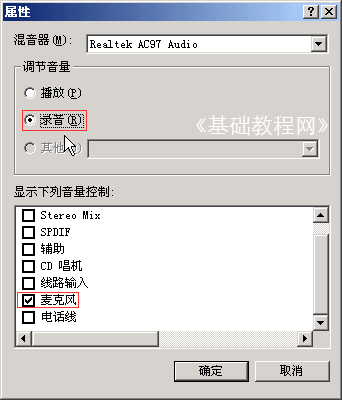 属性
混音器(M): Realtek AC97 Audio
调节音量
播放(P)
录音(R)
《基础教程网》
其他
显示下列音量控制:
Stereo Mix
SPDIF
辅助
CD 唱机
线路输入
麦克风
电话线
确定 取消